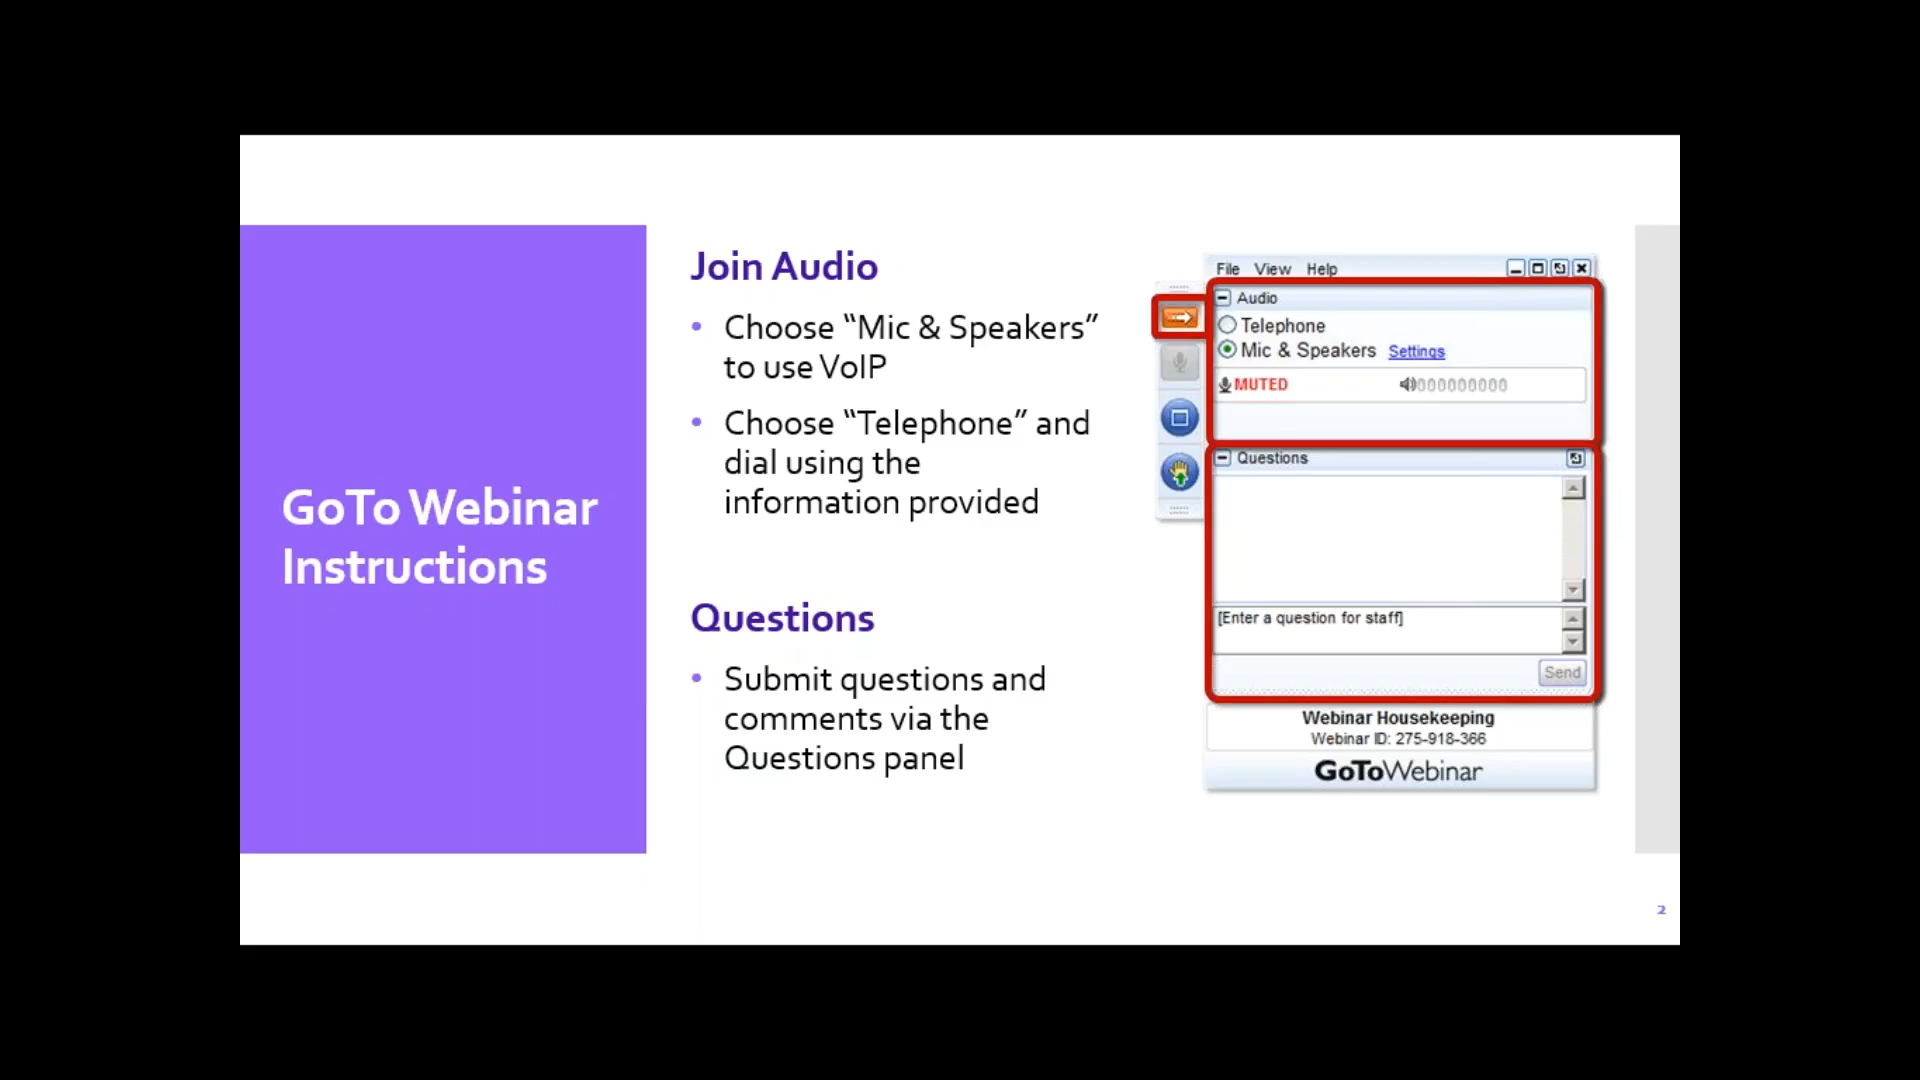 GoTo Webinar
Instructions
Join Audio
• Choose “Mic & Speakers”
to use VoIP
• Choose “Telephone” and
dial using the
information provided
Questions
• Submit questions and
comments via the
Questions panel
File View Help
Audio
Telephone
Mic & Speakers Settings
MUTED 000000000
Questions
[Enter a question for staff]
Send
Webinar Housekeeping
Webinar ID: 275-918-366
GoToWebinar
2